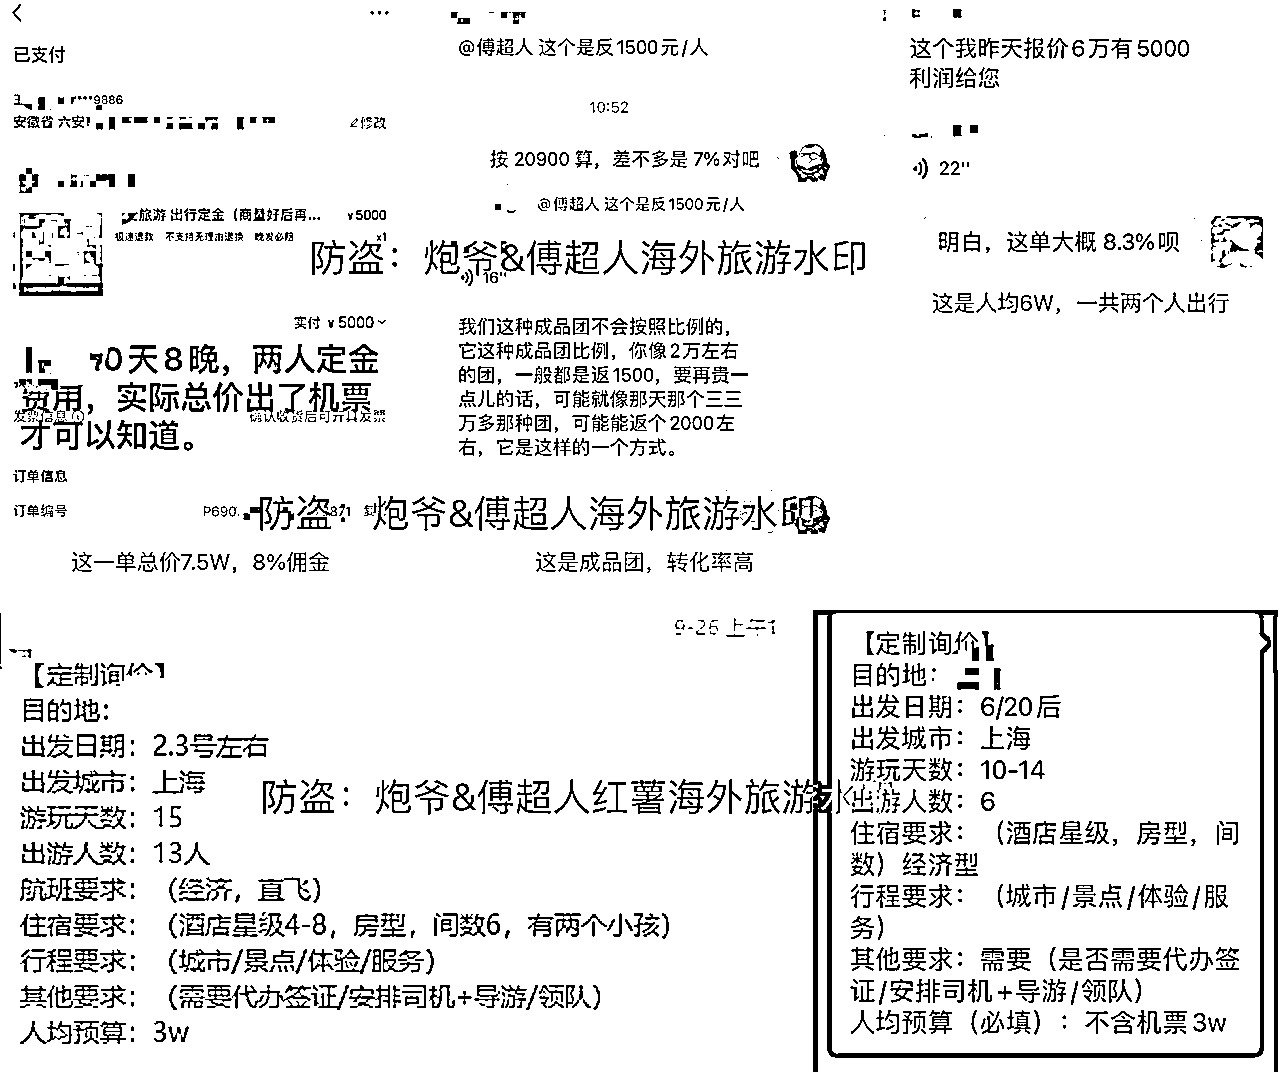 已支付
9886
安徽省 六安
修改
旅游 出行定金（商量好后再...
¥5000
极速退款 不支持无理由退换 晚发必赔
x1
实付 ¥5000
0天8晚，两人定金
费用，实际总价出了机票
才可以知道。
发票信息
确认收货后可开具发票
订单信息
订单编号
P690
371
这一单总价7.5W，8%佣金
@傅超人 这个是反1500元/人
10:52
按 20900 算，差不多是 7%对吧
@傅超人 这个是反1500元/人
防盗：炮爷&傅超人海外旅游水印
16"
我们这种成品团不会按照比例的，
它这种成品团比例，你像2万左右
的团，一般都是返1500，要再贵一
点儿的话，可能就像那天那个三三
万多那种团，可能能返个2000左
右，它是这样的一个方式。
防盗：炮爷&傅超人海外旅游水印
这是成品团，转化率高
这个我昨天报价6万有5000
利润给您
22"
明白，这单大概 8.3%呗
这是人均6W，一共两个人出行
9-26 上午1
【定制询价】
目的地：
出发日期：2.3号左右
出发城市：上海
游玩天数：15
出游人数：13人
航班要求：（经济，直飞）
住宿要求：（酒店星级4-8，房型，间数6，有两个小孩）
行程要求：（城市/景点/体验/服务）
其他要求：（需要代办签证/安排司机+导游/领队）
人均预算：3w
防盗：炮爷&傅超人红薯海外旅游水
【定制询价】
目的地：
出发日期：6/20后
出发城市：上海
游玩天数：10-14
出游人数：6
住宿要求：（酒店星级，房型，间
数）经济型
行程要求：（城市/景点/体验/服
务）
其他要求：需要（是否需要代办签
证/安排司机+导游/领队）
人均预算（必填）：不含机票3w